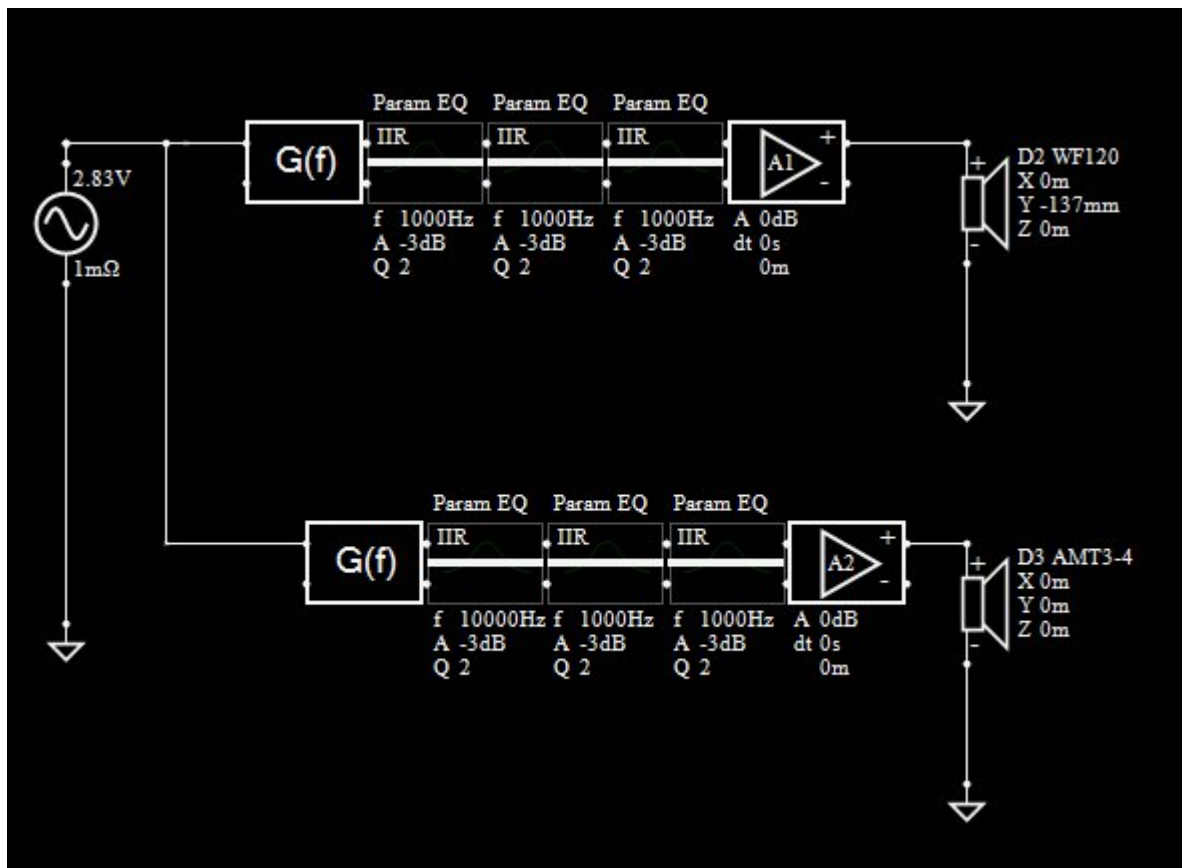 Param EQ Param EQ Param EQ
IIR IIR IIR
G(f)
A1
+
-
2.83V
1mΩ
f 1000Hz f 1000Hz f 1000Hz A 0dB
A -3dB A -3dB A -3dB dt 0s
Q 2 Q 2 Q 2 0m
+
-
D2 WF120
X 0m
Y -137mm
Z 0m
Param EQ Param EQ Param EQ
IIR IIR IIR
G(f)
A2
+
-
f 10000Hz f 1000Hz f 1000Hz A 0dB
A -3dB A -3dB A -3dB dt 0s
Q 2 Q 2 Q 2 0m
+
-
D3 AMT3-4
X 0m
Y 0m
Z 0m